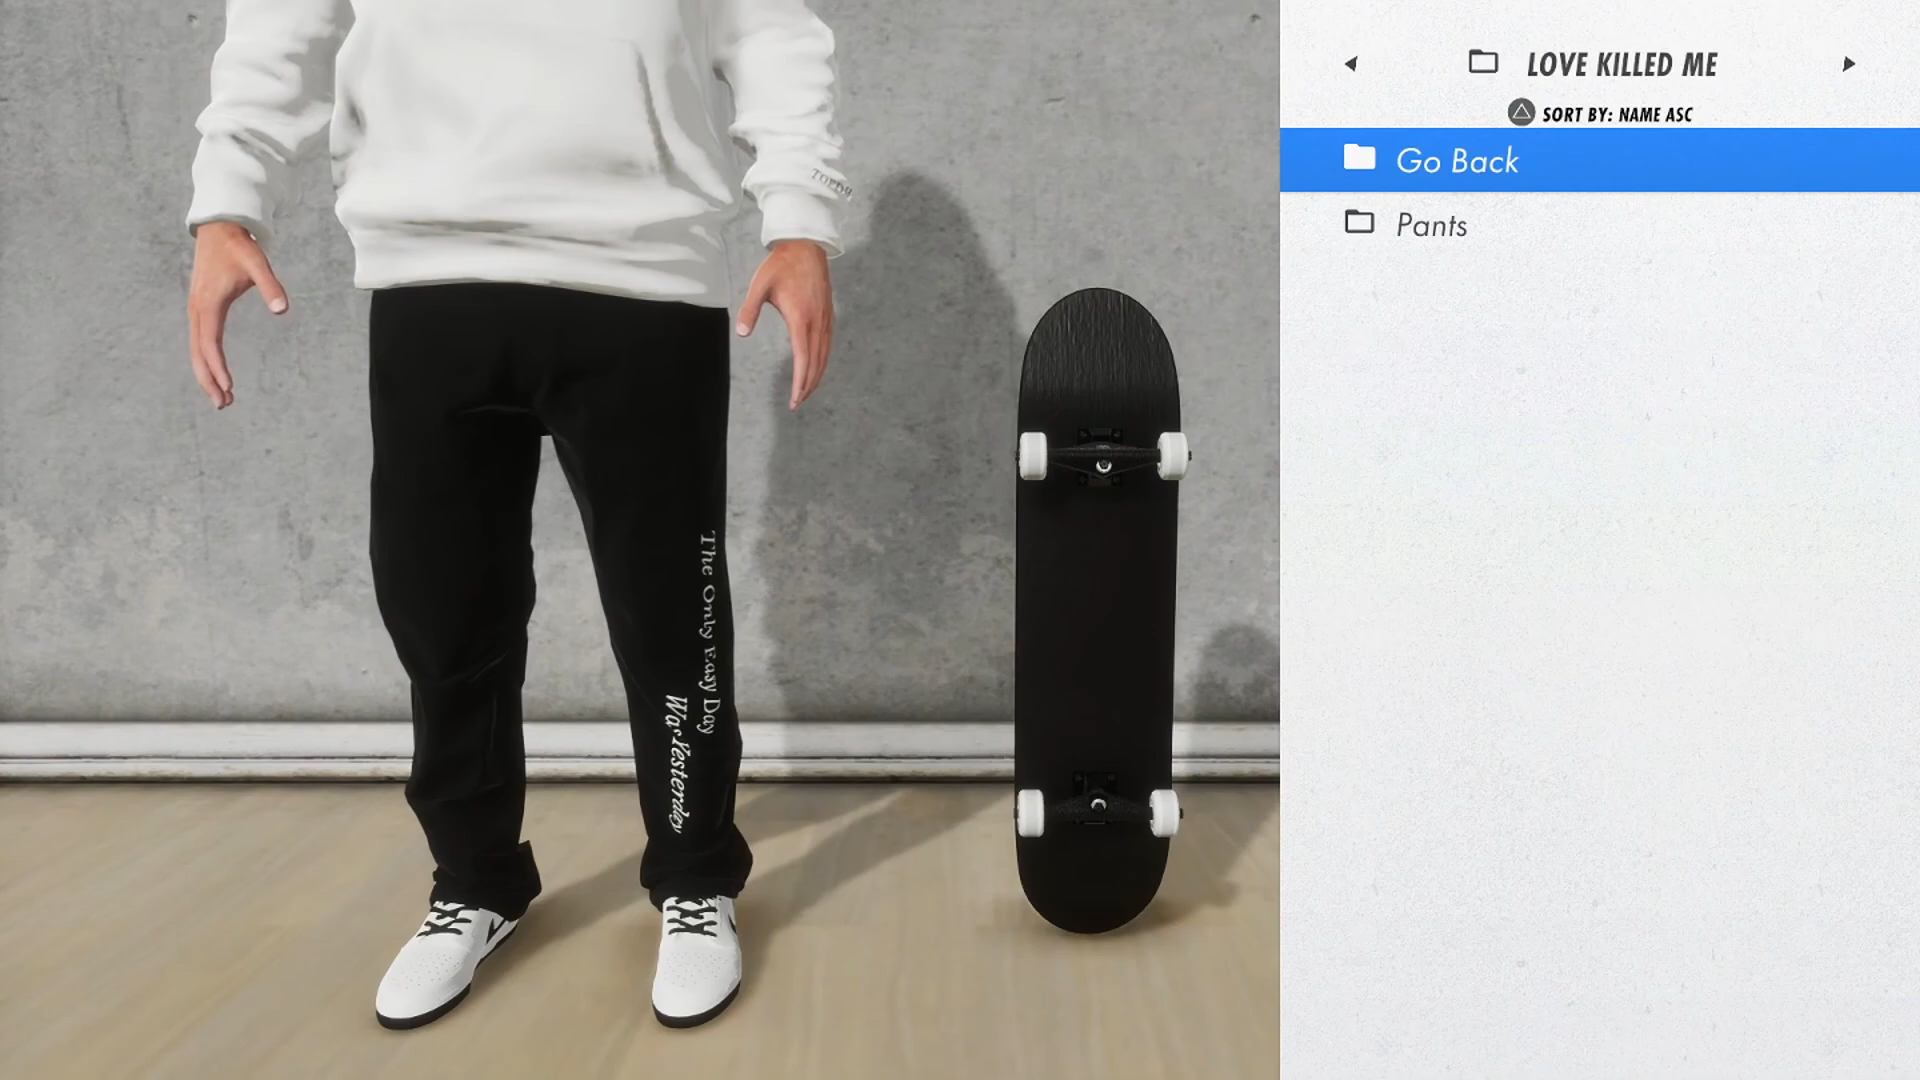 LOVE KILLED ME
SORT BY: NAME ASC
Go Back
Pants
The Only Easy Day
Was Yesterday